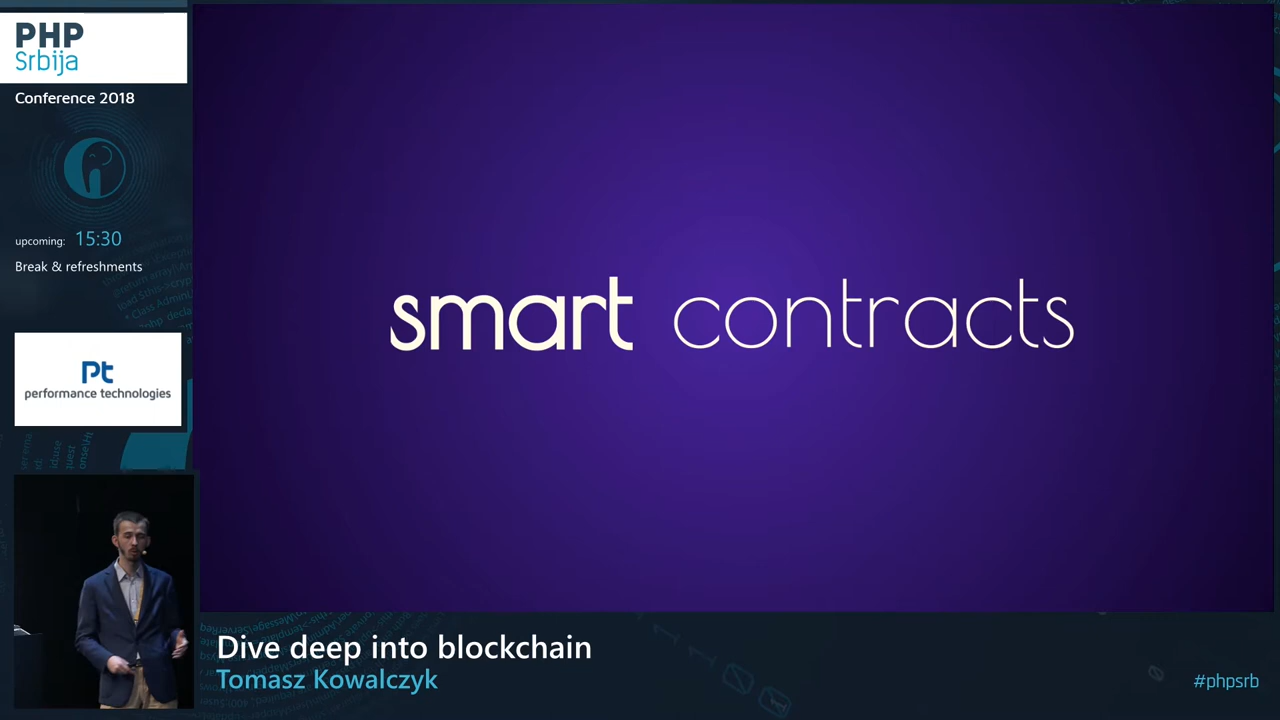 PHP
Srbija
Conference 2018
upcoming: 15:30
Break & refreshments
Pt
performance technologies
smart contracts
Dive deep into blockchain
Tomasz Kowalczyk
#phpsrb